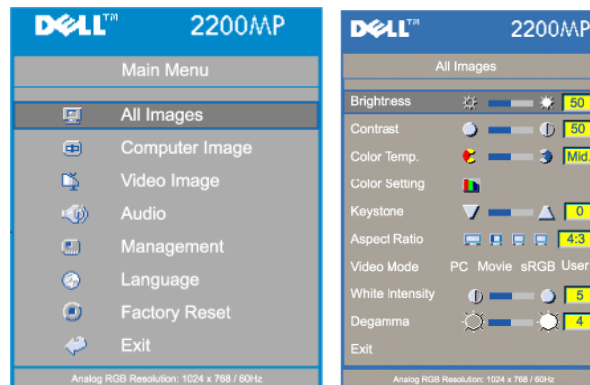 DELL™ 2200MP
Main Menu
All Images
Computer Image
Video Image
Audio
Management
Language
Factory Reset
Exit
Analog RGB Resolution: 1024 x 768 / 60Hz
DELL™ 2200MP
All Images
Brightness 50
Contrast 50
Color Temp. Mid.
Color Setting
Keystone 0
Aspect Ratio 4:3
Video Mode PC Movie sRGB User
White Intensity 5
Degamma 4
Exit
Analog RGB Resolution: 1024 x 768 / 60Hz